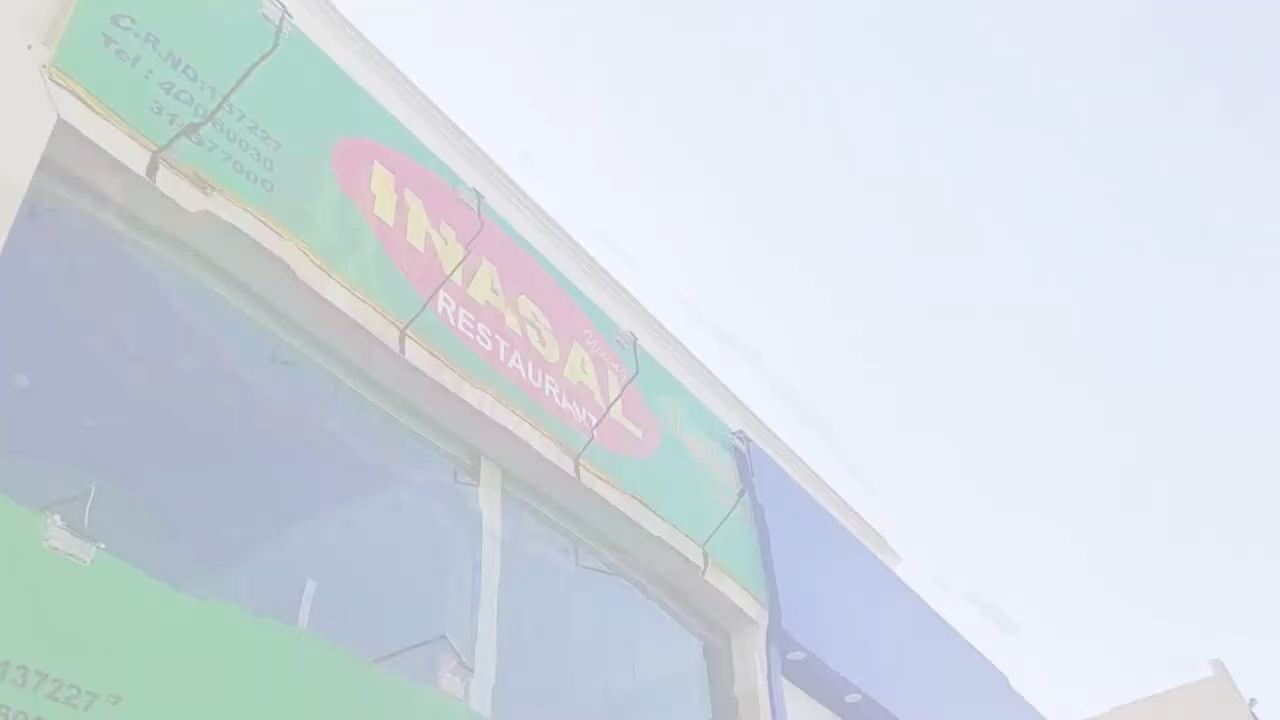 C.R.NO:137227
Tel : 40060030
31377000
INASAL
RESTAURANT
137227